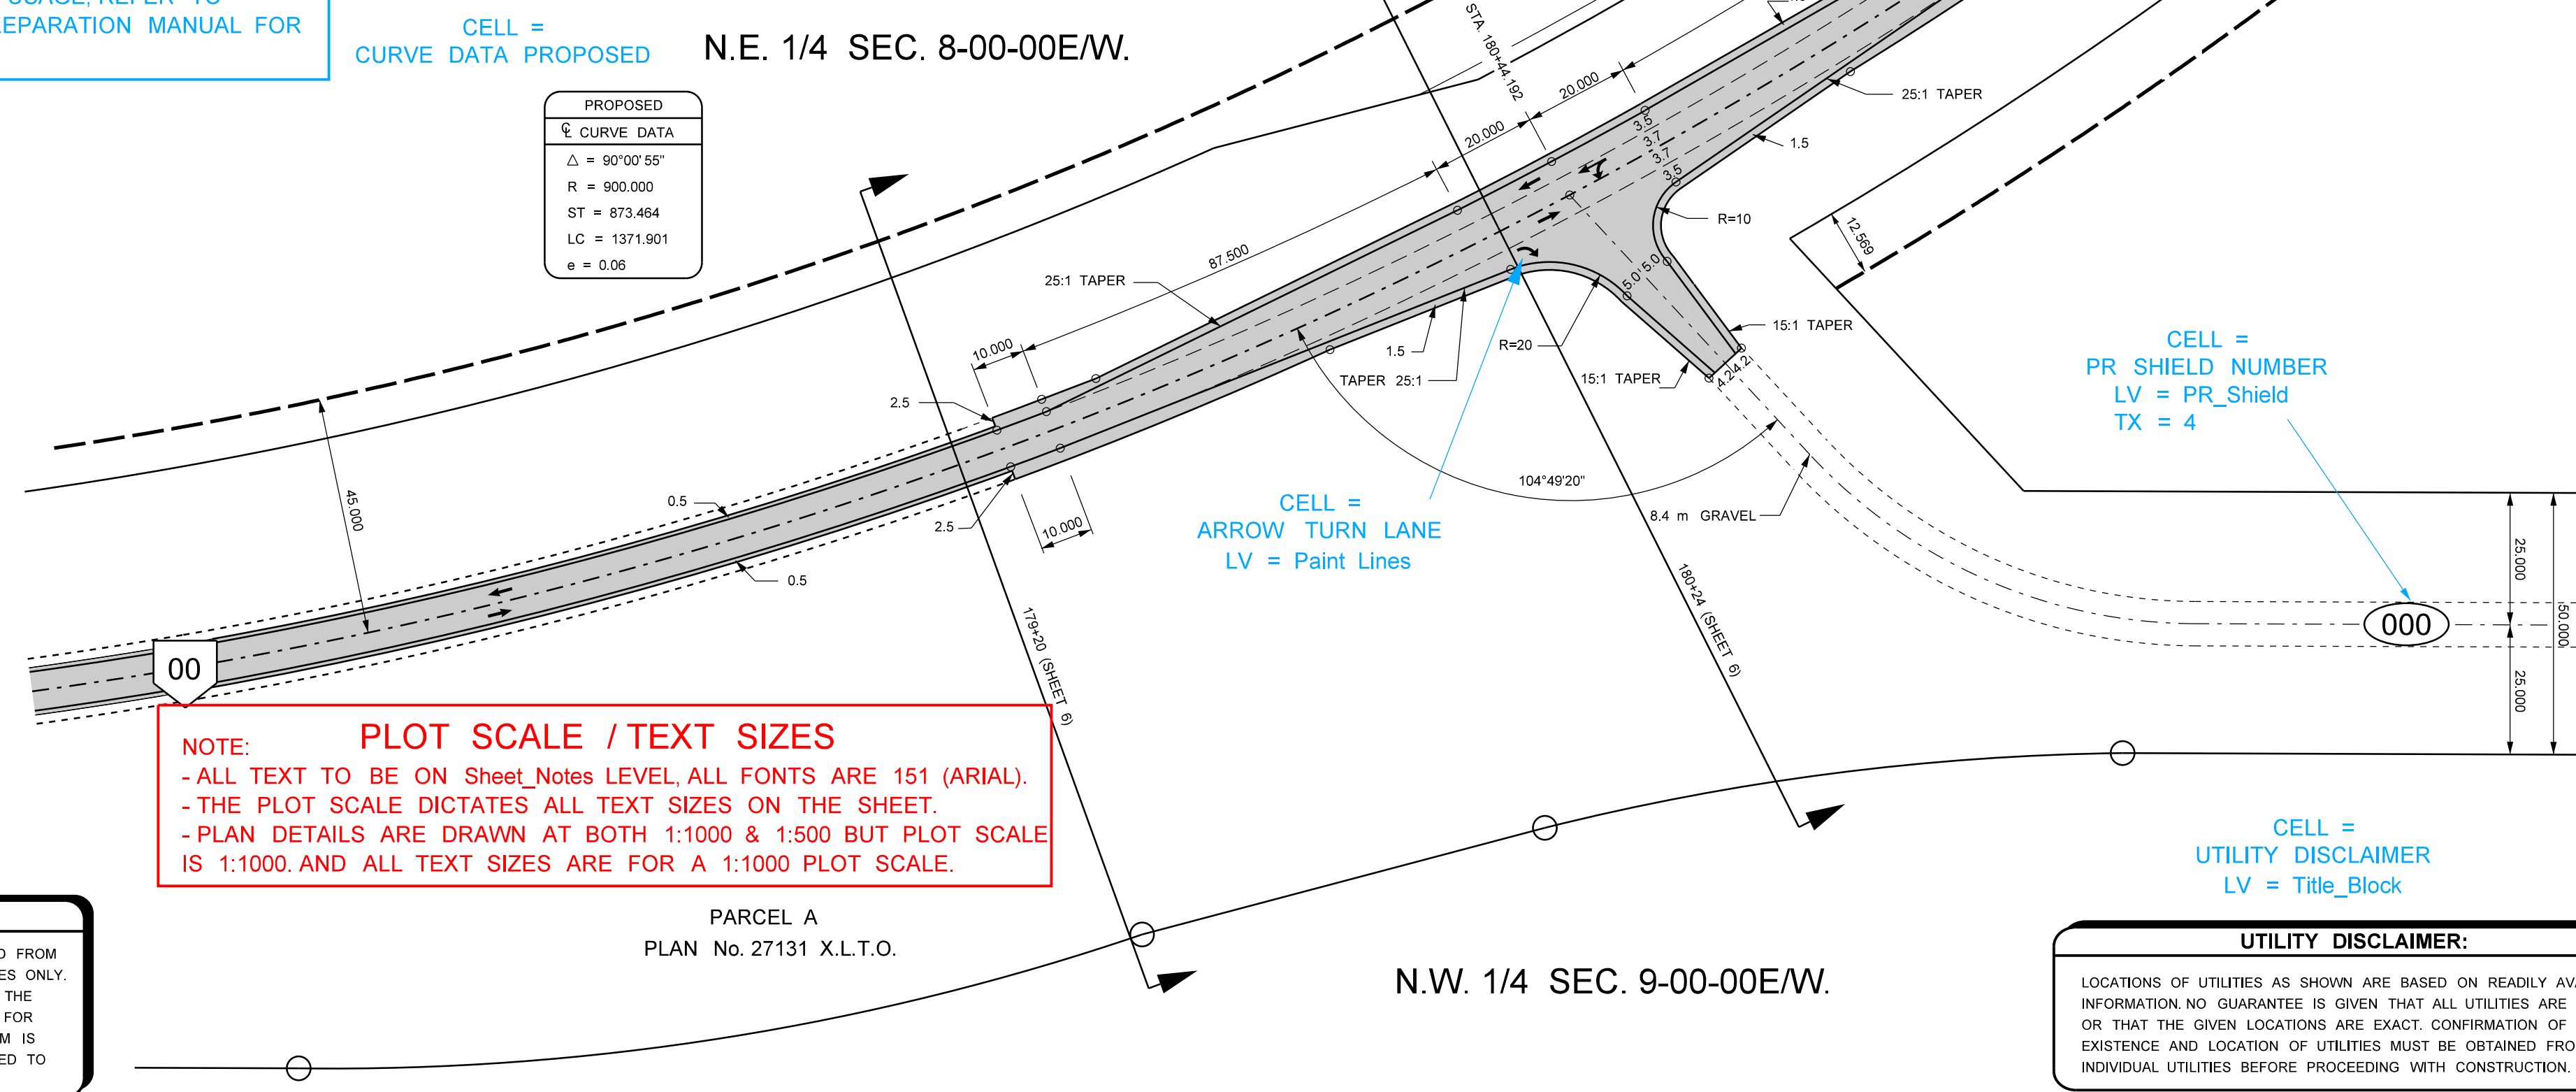 USAGE, REFER TO
EPARATION MANUAL FOR
CELL =
CURVE DATA PROPOSED
N.E. 1/4 SEC. 8-00-00E/W.
PROPOSED
℄ CURVE DATA
△ = 90°00'55"
R = 900.000
ST = 873.464
LC = 1371.901
e = 0.06
STA. 180+44.192
20.000
20.000
87.500
10.000
25:1 TAPER
3.5
3.7
3.7
3.5
25:1 TAPER
1.5
R=10
12.569
5.0
5.0
15:1 TAPER
R=20
1.5
TAPER 25:1
15:1 TAPER
4.2
4.2
2.5
2.5
10.000
0.5
0.5
45.000
104°49'20"
8.4 m GRAVEL
CELL =
ARROW TURN LANE
LV = Paint Lines
CELL =
PR SHIELD NUMBER
LV = PR_Shield
TX = 4
25.000
25.000
50.000
000
00
179+20 (SHEET 6)
180+24 (SHEET 6)
PLOT SCALE / TEXT SIZES
NOTE:
- ALL TEXT TO BE ON Sheet_Notes LEVEL, ALL FONTS ARE 151 (ARIAL).
- THE PLOT SCALE DICTATES ALL TEXT SIZES ON THE SHEET.
- PLAN DETAILS ARE DRAWN AT BOTH 1:1000 & 1:500 BUT PLOT SCALE
IS 1:1000. AND ALL TEXT SIZES ARE FOR A 1:1000 PLOT SCALE.
PARCEL A
PLAN No. 27131 X.L.T.O.
N.W. 1/4 SEC. 9-00-00E/W.
CELL =
UTILITY DISCLAIMER
LV = Title_Block
UTILITY DISCLAIMER:
LOCATIONS OF UTILITIES AS SHOWN ARE BASED ON READILY AVA
INFORMATION. NO GUARANTEE IS GIVEN THAT ALL UTILITIES ARE
OR THAT THE GIVEN LOCATIONS ARE EXACT. CONFIRMATION OF
EXISTENCE AND LOCATION OF UTILITIES MUST BE OBTAINED FRO
INDIVIDUAL UTILITIES BEFORE PROCEEDING WITH CONSTRUCTION.
FROM
ES ONLY.
THE
FOR
M IS
ED TO